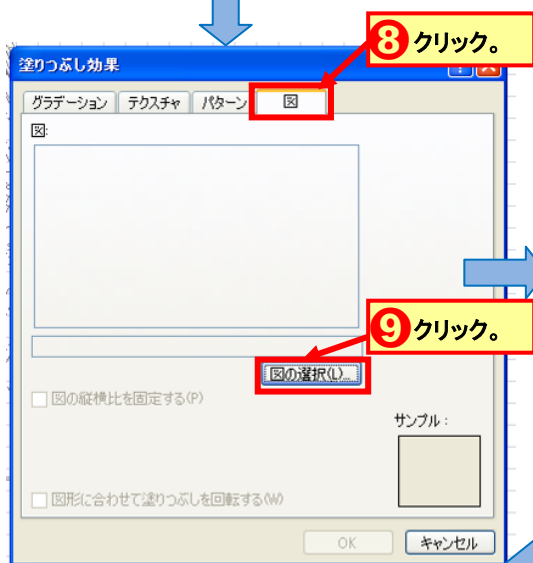 ❽クリック。
塗りつぶし効果
グラデーション テクスチャ パターン 図
図:
❾クリック。
図の選択(L)...
図の縦横比を固定する(P)
サンプル:
図形に合わせて塗りつぶしを回転する(W)
OK キャンセル